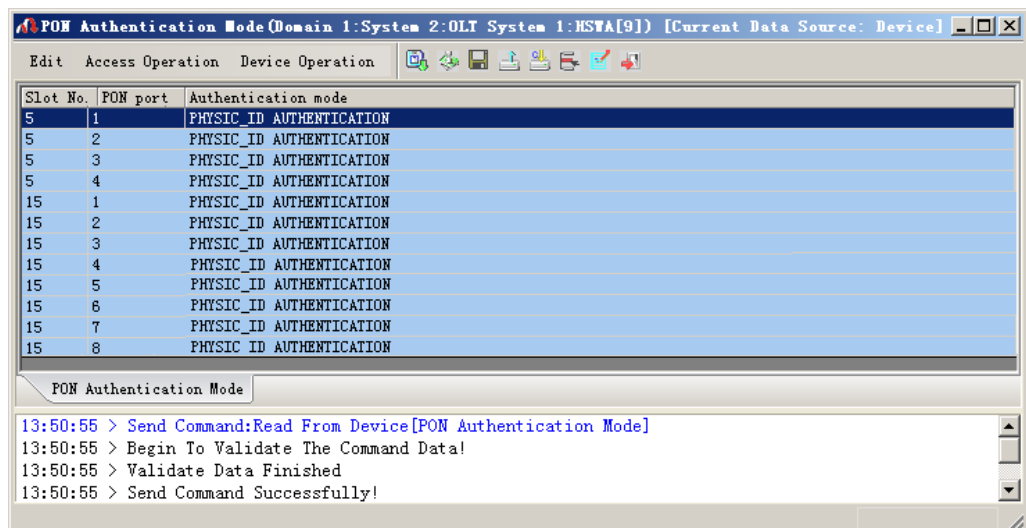 PON Authentication Mode(Domain 1:System 2:OLT System 1:HSWA[9]) [Current Data Source: Device]
Edit Access Operation Device Operation
Slot No. PON port Authentication mode
5 1 PHYSIC_ID AUTHENTICATION
5 2 PHYSIC_ID AUTHENTICATION
5 3 PHYSIC_ID AUTHENTICATION
5 4 PHYSIC_ID AUTHENTICATION
15 1 PHYSIC_ID AUTHENTICATION
15 2 PHYSIC_ID AUTHENTICATION
15 3 PHYSIC_ID AUTHENTICATION
15 4 PHYSIC_ID AUTHENTICATION
15 5 PHYSIC_ID AUTHENTICATION
15 6 PHYSIC_ID AUTHENTICATION
15 7 PHYSIC_ID AUTHENTICATION
15 8 PHYSIC ID AUTHENTICATION
PON Authentication Mode
13:50:55 > Send Command:Read From Device[PON Authentication Mode]
13:50:55 > Begin To Validate The Command Data!
13:50:55 > Validate Data Finished
13:50:55 > Send Command Successfully!